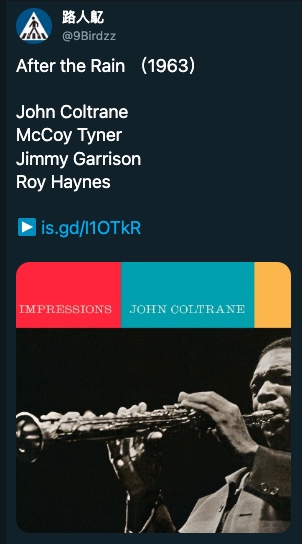 路人髟
@9Birdzz
After the Rain （1963）
John Coltrane
McCoy Tyner
Jimmy Garrison
Roy Haynes
is.gd/l1OTkR
IMPRESSIONS JOHN COLTRANE